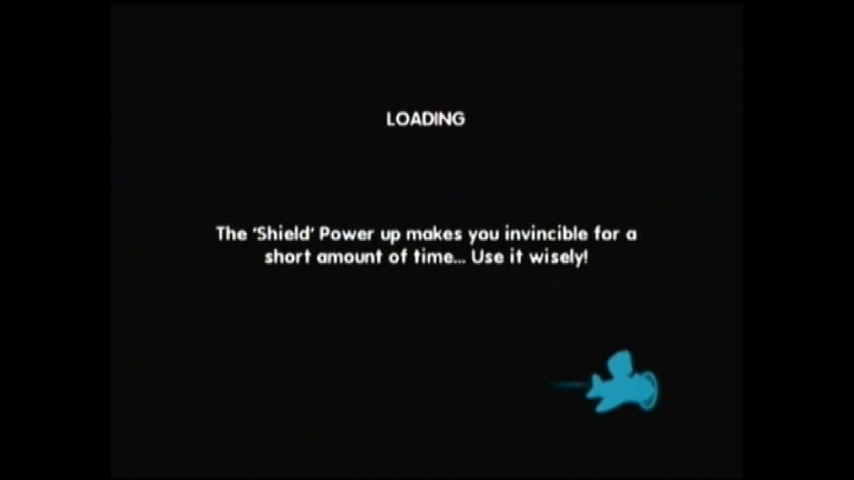 LOADING
The 'Shield' Power up makes you invincible for a
short amount of time... Use it wisely!